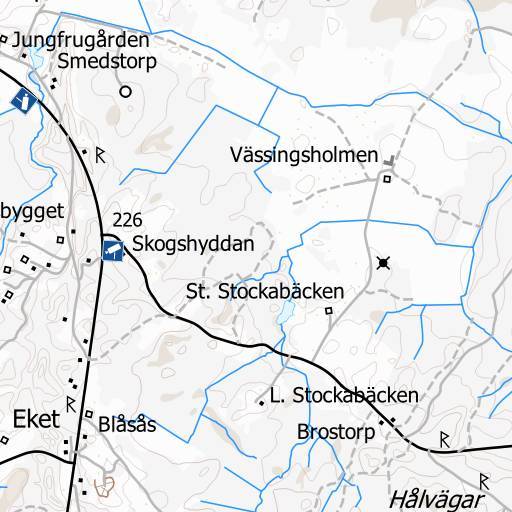 Jungfrugården
Smedstorp
Vässingsholmen
bygget
226
Skogshyddan
St. Stockabäcken
L. Stockabäcken
Eket
Blåsås
Brostorp
Hålvägar